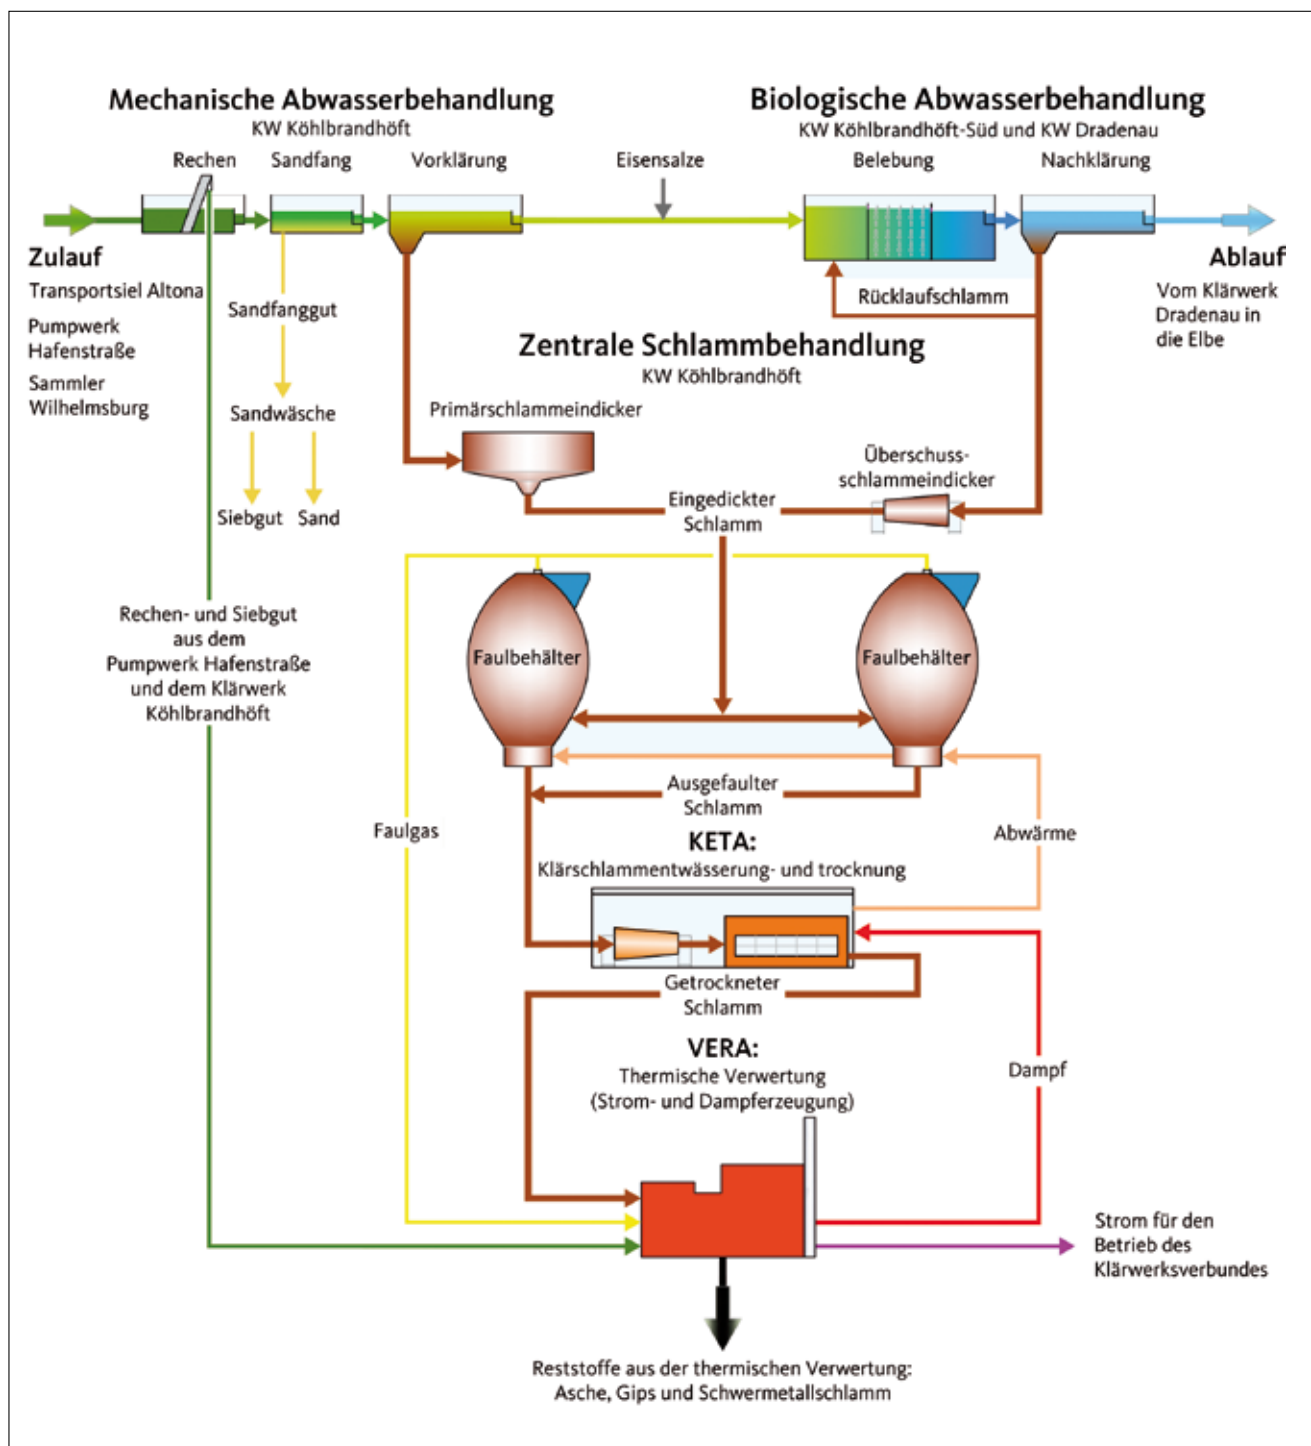 Mechanische Abwasserbehandlung
KW Köhlbrandhöft
Biologische Abwasserbehandlung
KW Köhlbrandhöft-Süd und KW Dradenau
Rechen
Sandfang
Vorklärung
Eisensalze
Belebung
Nachklärung
Zulauf
Transportsiel Altona
Pumpwerk
Hafenstraße
Sammler
Wilhelmsburg
Ablauf
Vom Klärwerk
Dradenau in
die Elbe
Sandfanggut
Sandwäsche
Siebgut
Sand
Rücklaufschlamm
Zentrale Schlammbehandlung
KW Köhlbrandhöft
Primärschlammeindicker
Überschuss-
schlammeindicker
Eingedickter
Schlamm
Rechen- und Siebgut
aus dem
Pumpwerk Hafenstraße
und dem Klärwerk
Köhlbrandhöft
Faulbehälter
Faulbehälter
Ausgefaulter
Schlamm
Faulgas
Abwärme
KETA:
Klärschlammentwässerung- und trocknung
Getrockneter
Schlamm
VERA:
Thermische Verwertung
(Strom- und Dampferzeugung)
Dampf
Strom für den
Betrieb des
Klärwerksverbundes
Reststoffe aus der thermischen Verwertung:
Asche, Gips und Schwermetallschlamm